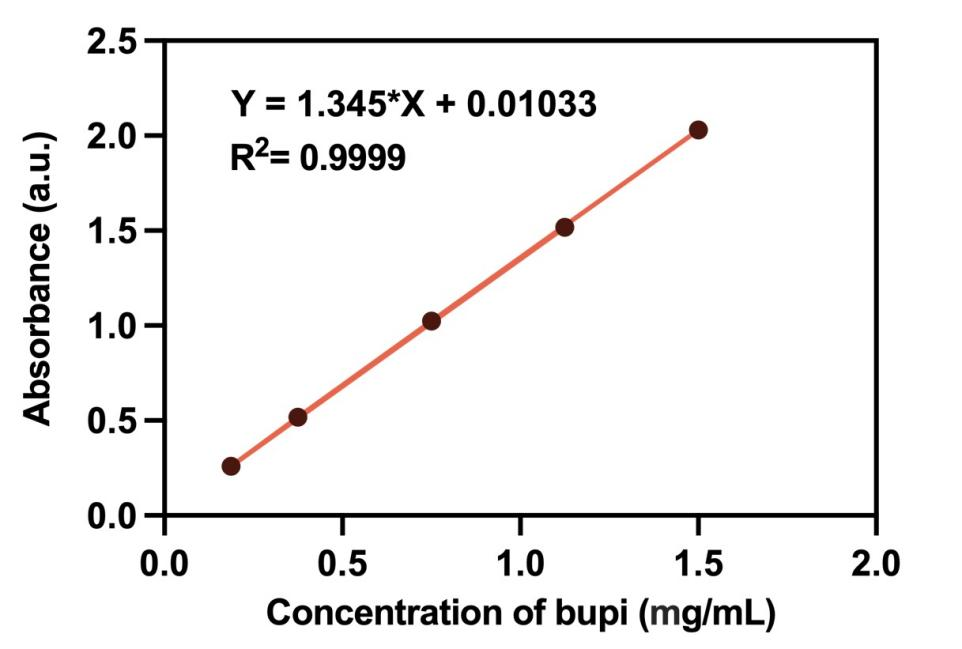 2.5
Y = 1.345*X + 0.01033
2.0
R²= 0.9999
1.5
1.0
0.5
0.0
Absorbance (a.u.)
0.0 0.5 1.0 1.5 2.0
Concentration of bupi (mg/mL)